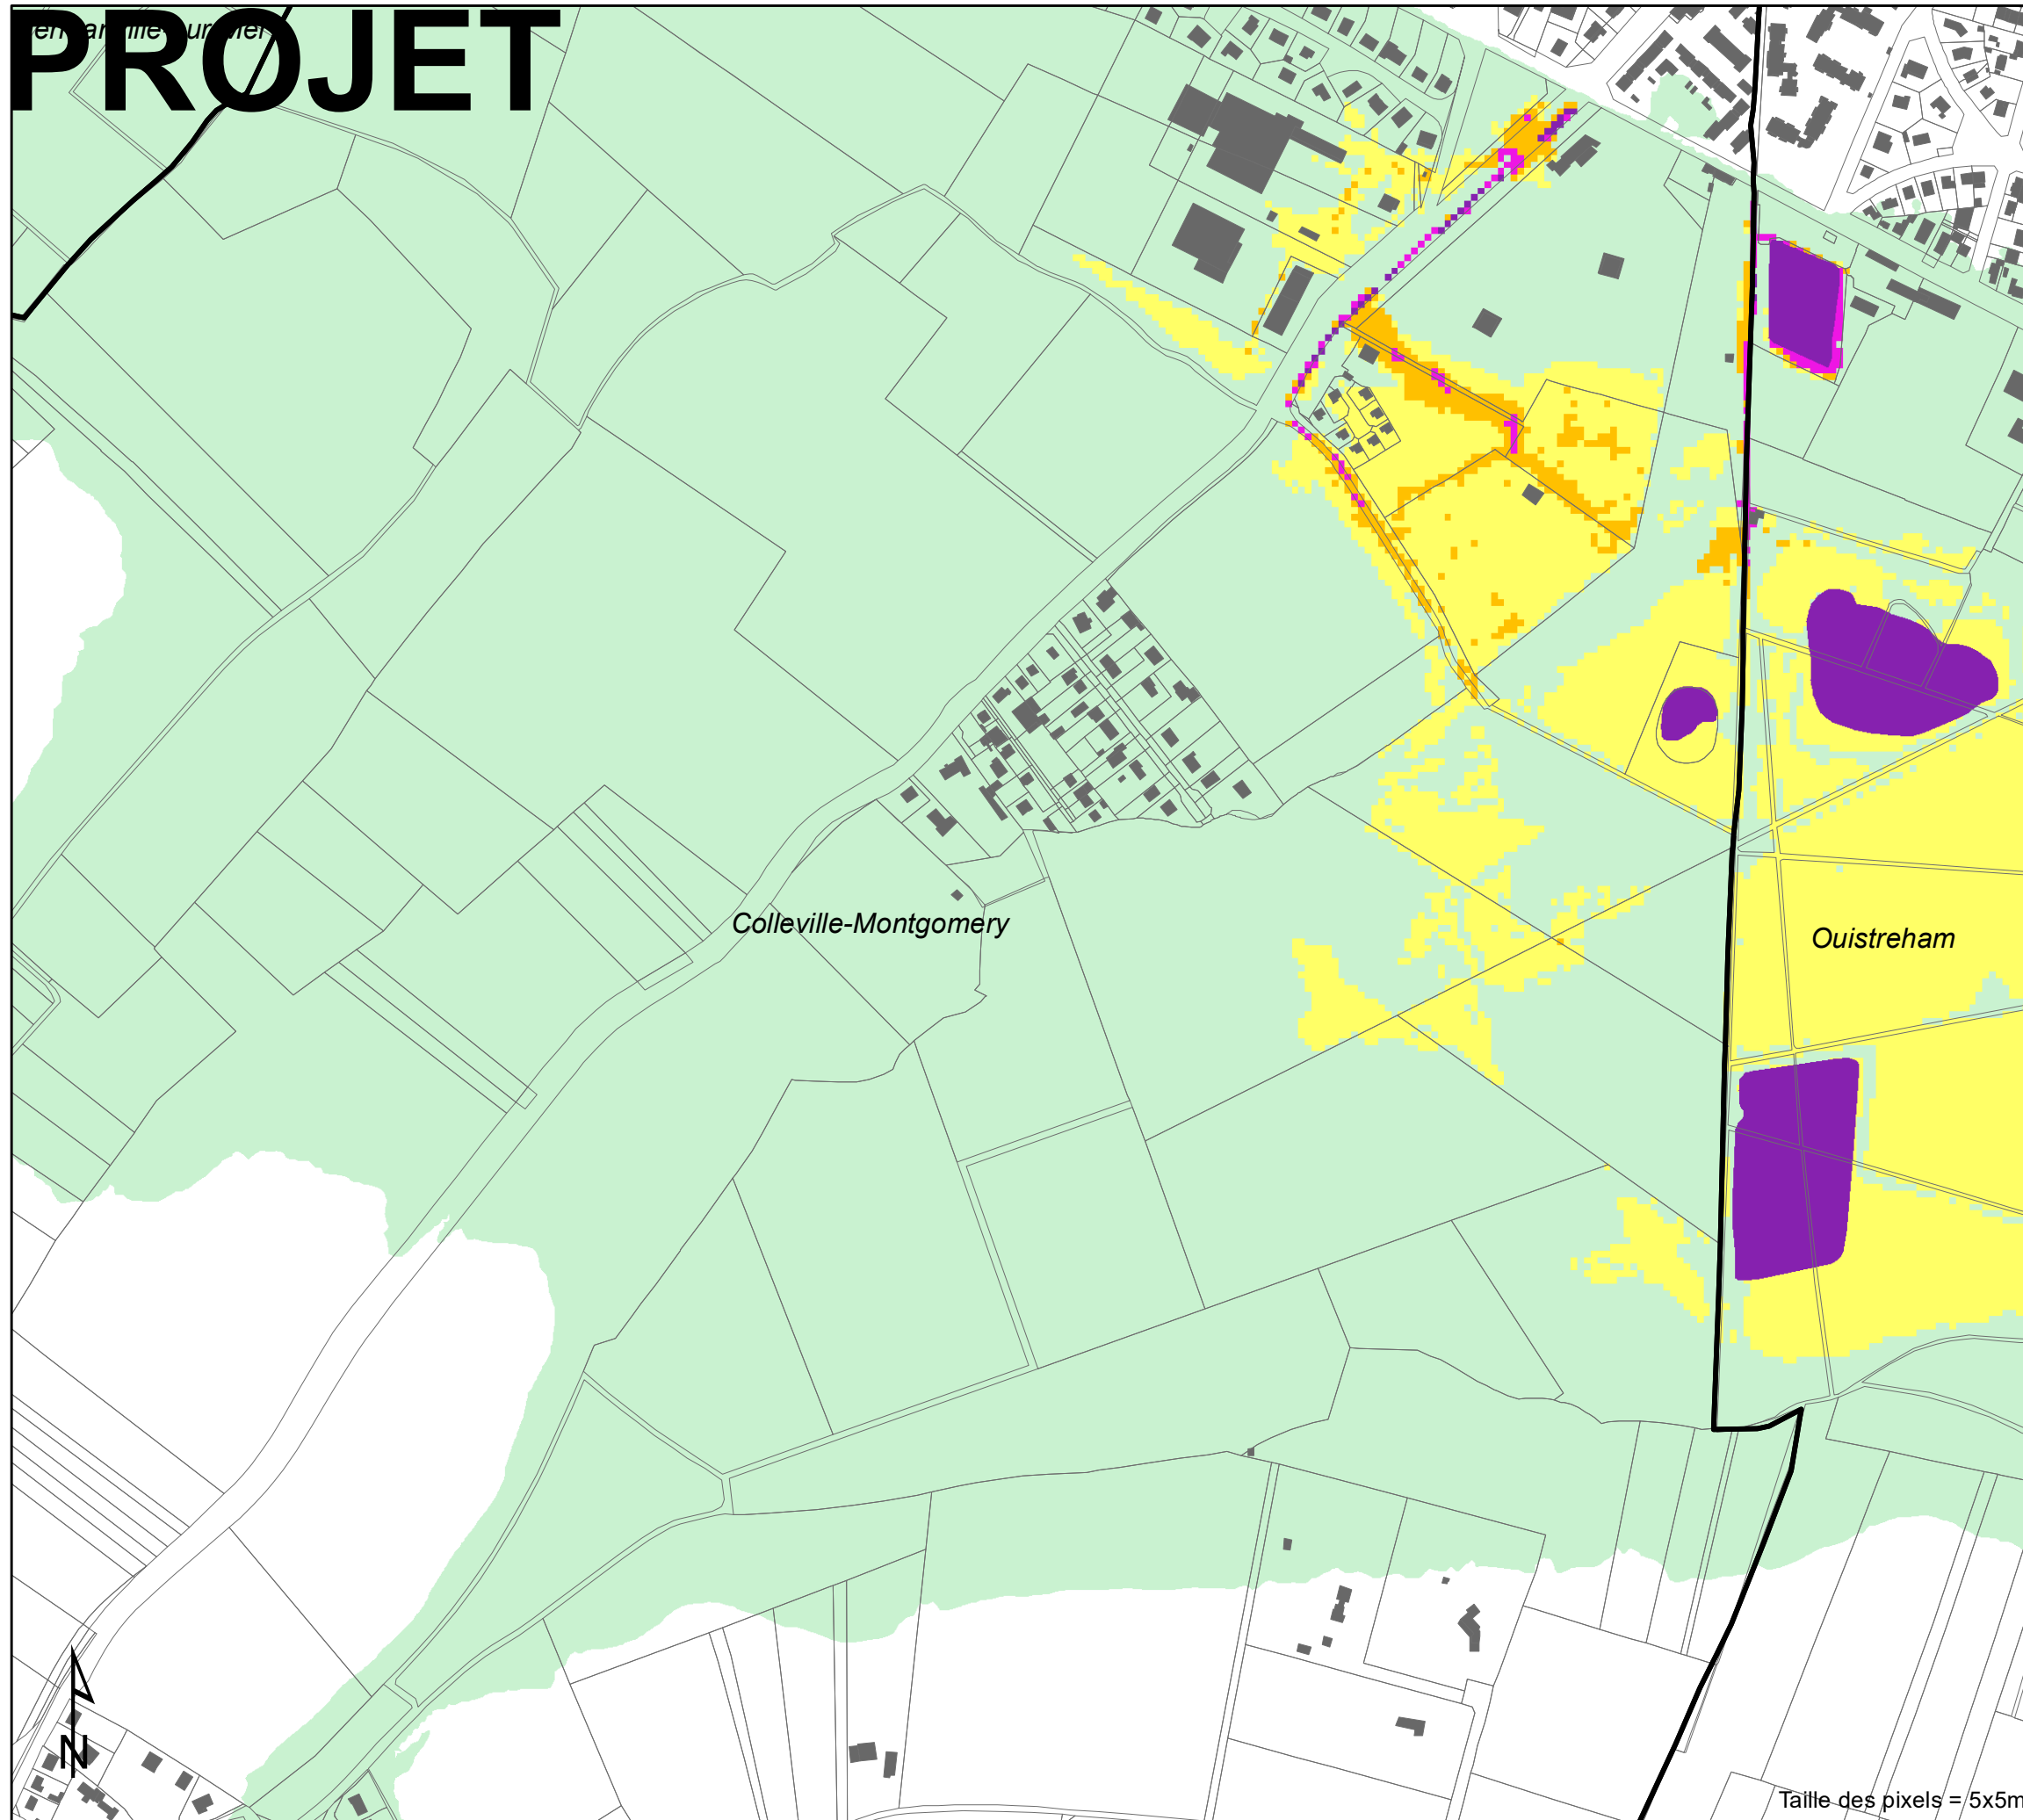 PROJET
Colleville-Montgomery
Ouistreham
N
Taille des pixels = 5x5m